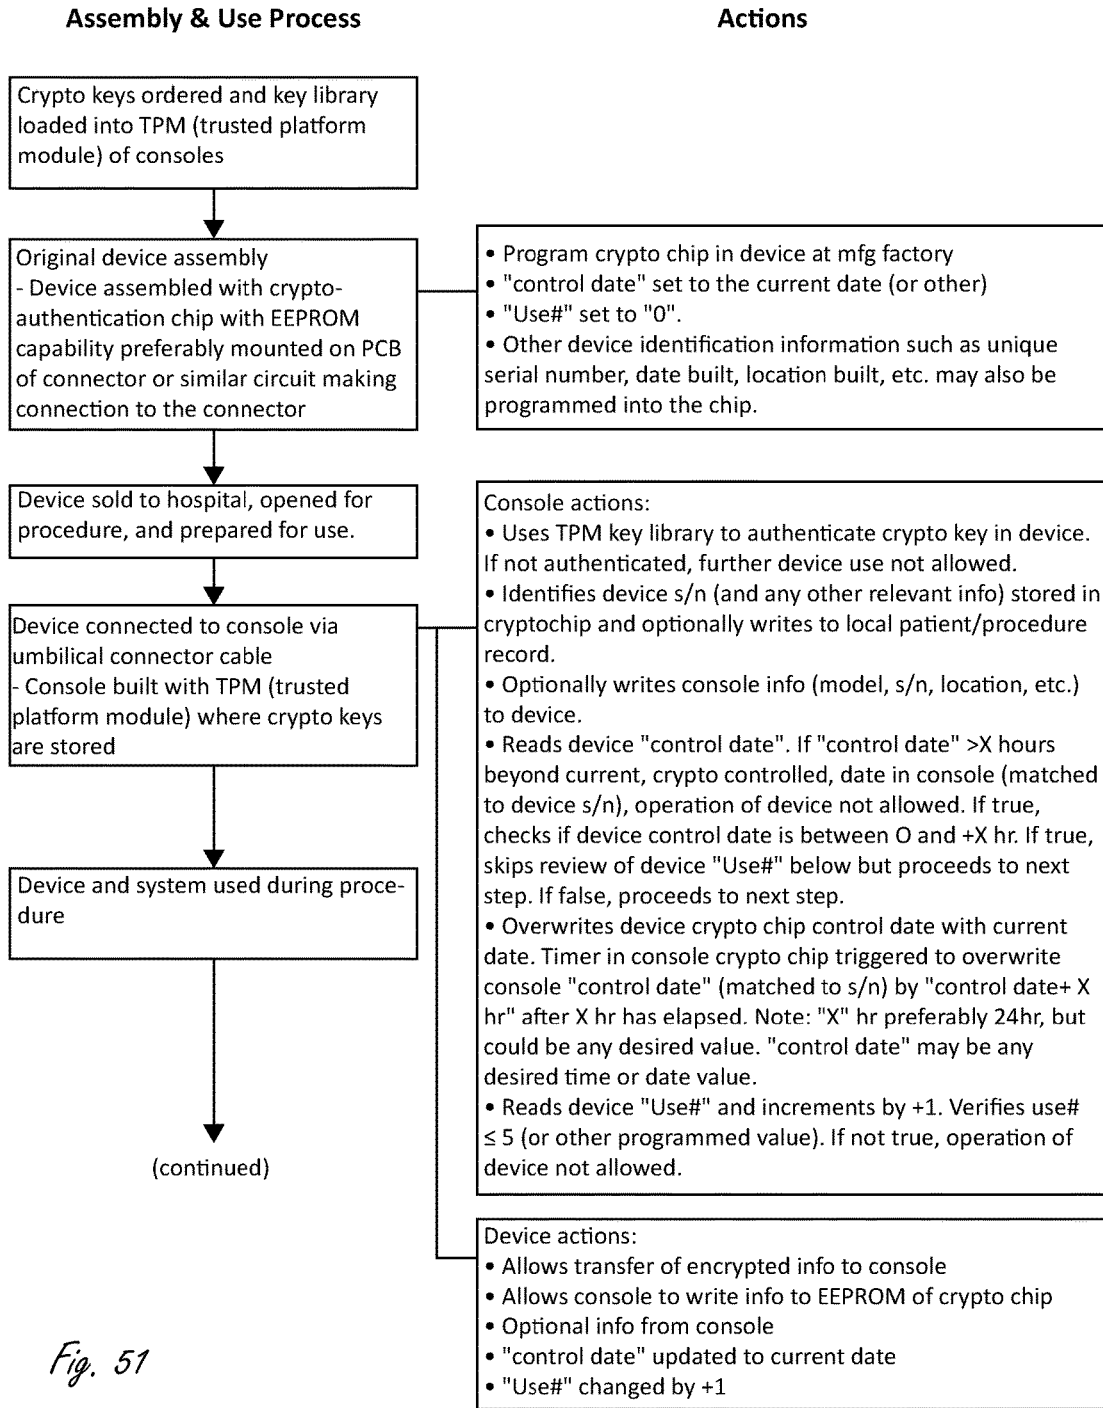 Assembly & Use Process
Actions
Crypto keys ordered and key library
loaded into TPM (trusted platform
module) of consoles
Original device assembly
- Device assembled with crypto-
authentication chip with EEPROM
capability preferably mounted on PCB
of connector or similar circuit making
connection to the connector
• Program crypto chip in device at mfg factory
• "control date" set to the current date (or other)
• "Use#" set to "0".
• Other device identification information such as unique
serial number, date built, location built, etc. may also be
programmed into the chip.
Device sold to hospital, opened for
procedure, and prepared for use.
Device connected to console via
umbilical connector cable
- Console built with TPM (trusted
platform module) where crypto keys
are stored
Device and system used during proce-
dure
(continued)
Console actions:
• Uses TPM key library to authenticate crypto key in device.
If not authenticated, further device use not allowed.
• Identifies device s/n (and any other relevant info) stored in
cryptochip and optionally writes to local patient/procedure
record.
• Optionally writes console info (model, s/n, location, etc.)
to device.
• Reads device "control date". If "control date" >X hours
beyond current, crypto controlled, date in console (matched
to device s/n), operation of device not allowed. If true,
checks if device control date is between O and +X hr. If true,
skips review of device "Use#" below but proceeds to next
step. If false, proceeds to next step.
• Overwrites device crypto chip control date with current
date. Timer in console crypto chip triggered to overwrite
console "control date" (matched to s/n) by "control date+ X
hr" after X hr has elapsed. Note: "X" hr preferably 24hr, but
could be any desired value. "control date" may be any
desired time or date value.
• Reads device "Use#" and increments by +1. Verifies use#
≤ 5 (or other programmed value). If not true, operation of
device not allowed.
Device actions:
• Allows transfer of encrypted info to console
• Allows console to write info to EEPROM of crypto chip
• Optional info from console
• "control date" updated to current date
• "Use#" changed by +1
Fig. 51